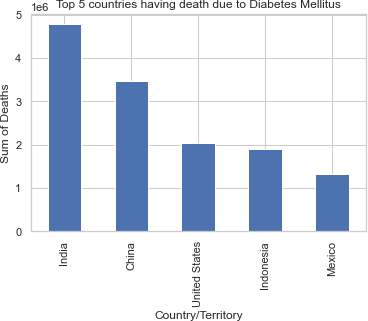 Top 5 countries having death due to Diabetes Mellitus
1e6
5
4
3
2
1
0
Sum of Deaths
India
China
United States
Indonesia
Mexico
Country/Territory